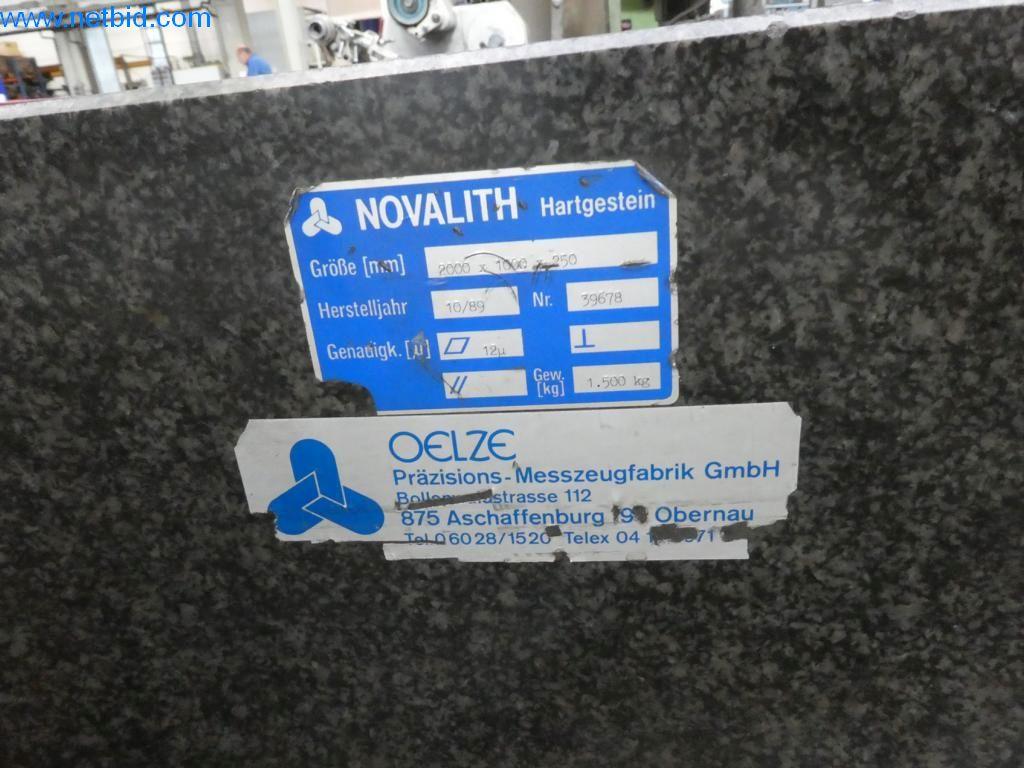 www.netbid.com
NOVALITH Hartgestein
Größe [mm] 2000 x 1000 x 250
Herstelljahr 10/89 Nr. 39678
Genauigk. [µ] ▱ 12µ ⊥
// Gew. [kg] 1.500 kg
OELZE
Präzisions-Messzeugfabrik GmbH
112
875 Aschaffenburg Obernau
Tel. 06028/1520 Telex 04